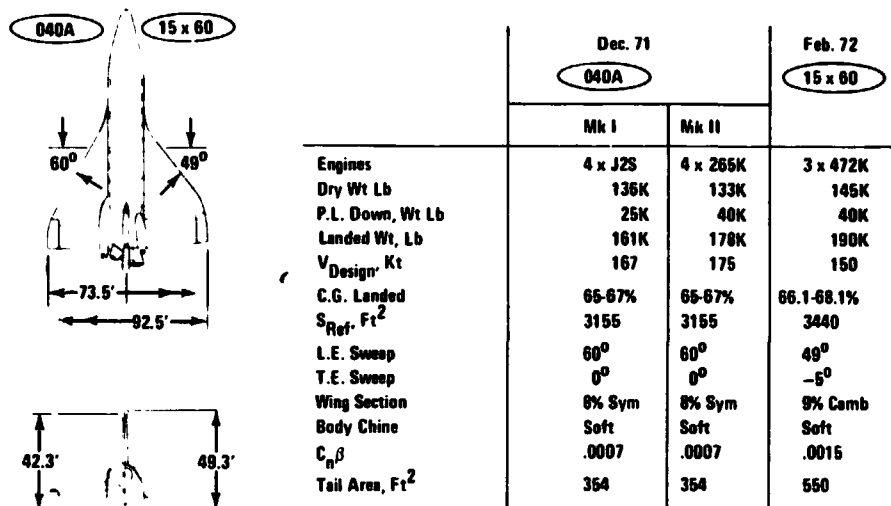 040A 15 x 60
60° 49°
73.5'
92.5'
42.3' 49.3'
Dec. 71 Feb. 72
040A 15 x 60
Mk I Mk II
Engines 4 x J2S 4 x 265K 3 x 472K
Dry Wt Lb 136K 133K 145K
P.L. Down, Wt Lb 25K 40K 40K
Landed Wt, Lb 161K 178K 190K
V Design, Kt 167 175 150
C.G. Landed 65-67% 65-67% 66.1-68.1%
S Ref, Ft² 3155 3155 3440
L.E. Sweep 60° 60° 49°
T.E. Sweep 0° 0° –5°
Wing Section 8% Sym 8% Sym 9% Camb
Body Chine Soft Soft Soft
Cnβ .0007 .0007 .0015
Tail Area, Ft² 354 354 550